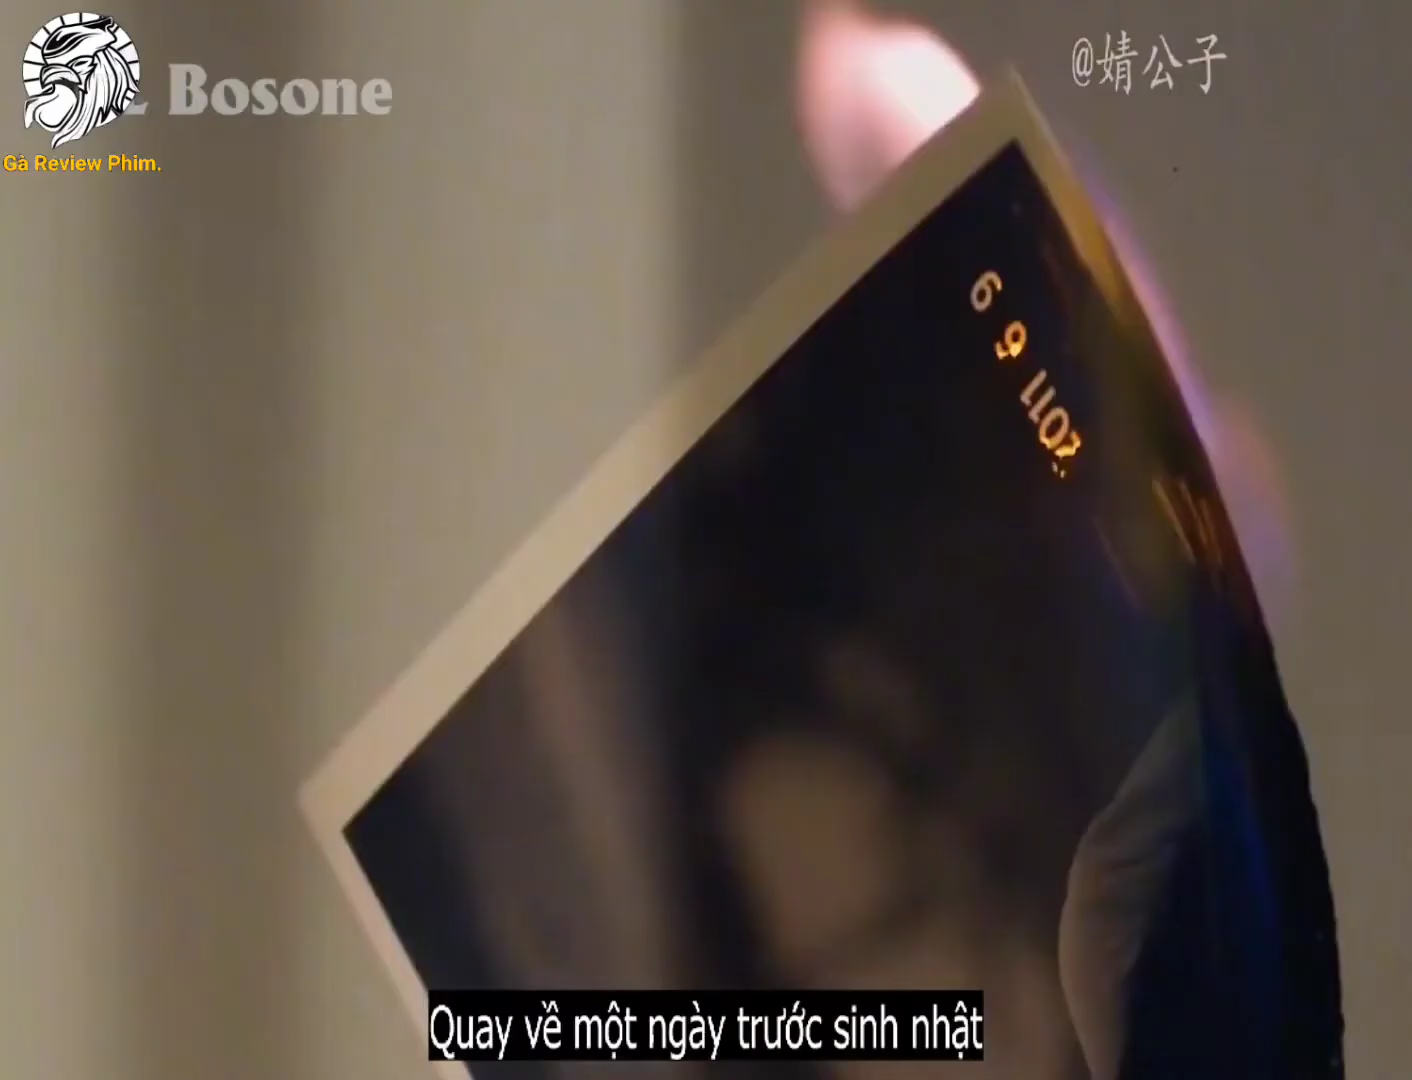 Bosone
@婧公子
Gà Review Phim.
2011 6 9
Quay về một ngày trước sinh nhật